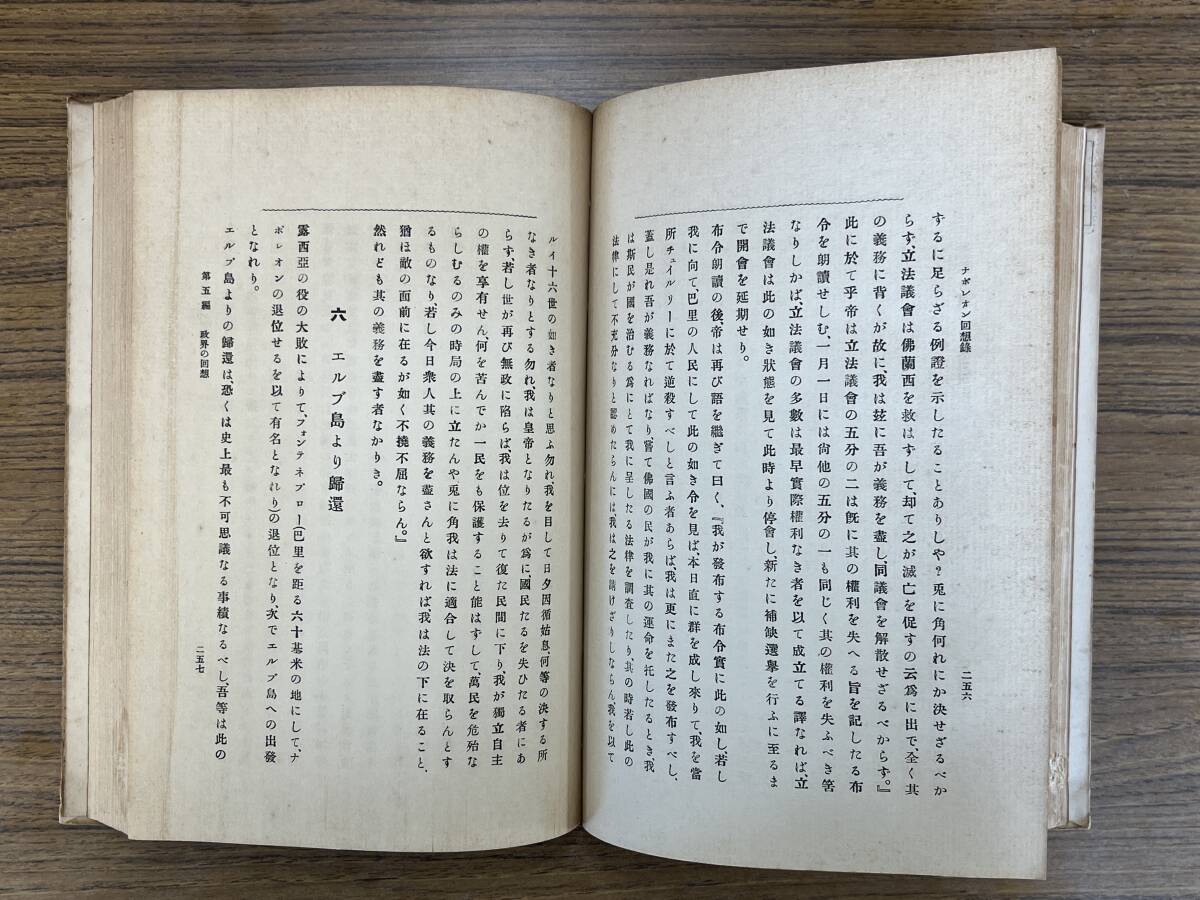 ナポレオン回想錄
二五六
するに足らざる例證を示したることありしや?兎に角何れにか決せざるべか
らず、立法議會は佛蘭西を救はずして、却て之が滅亡を促すの云爲に出で、全く其
の義務に背くが故に、我は玆に吾が義務を盡し、同議會を解散せざるべからず。』
此に於て乎帝は立法議會の五分の二は旣に其の權利を失へる旨を記したる布
令を朗讀せしむ、一月一日には尙他の五分の一も同じく其の權利を失ふべき筈
なりしかば、立法議會の多數は最早實際權利なき者を以て成立てる譯なれば、立
法議會は此の如き狀態を見て此時より停會し、新たに補缺選擧を行ふに至るま
で開會を延期せり。
布令朗讀の後帝は再び語を繼ぎて曰く、『我が發布する布令實に此の如し、若し
我に向て、巴里の人民にして此の如き令を見ば、本日直に群を成し來りて、我を當
所チュイルリーに於て逆殺すべしと言ふ者あらば、我は更にまた之を發布すべし、
蓋し是れ吾が義務なればなり、嘗て佛國の民が我に其の運命を托したるとき、我
は斯民が國を治むる爲にとて我に呈したる法律を調査したり、其の時若し此の
法律にして不充分なりと認めたらんには、我は之を請けざりしならん、我を以て
ルイ十六世の如き者なりと思ふ勿れ、我を目して日夕因循姑息、何等の決する所
なき者なりとする勿れ、我は皇帝となりたるが爲に國民たるを失ひたる者にあ
らず、若し世が再び無政に陷らば、我は位を去りて復た民間に下り、我が獨立自主
の權を享有せん、何を苦んでか一民をも保護すること能はずして、萬民を危殆な
らしむるのみの時局の上に立たんや、兎に角我は法に適合して決を取らんとす
るものなり、若し今日衆人其の義務を盡さんと欲すれば我は法の下に在ること、
猶ほ敵の面前に在るが如く不撓不屈ならん。』
然れども其の義務を盡す者なかりき。
六 エルブ島より歸還
露西亞の役の大敗によりて、フォンテネブロー(巴里を距る六十基米の地にして、ナ
ポレオンの退位せるを以て有名となれり)の退位となり、次でエルブ島への出發
となれり。
エルブ島よりの歸還は、恐くは史上最も不可思議なる事績なるべし、吾等は此の
第五編 政界の回想
二五七